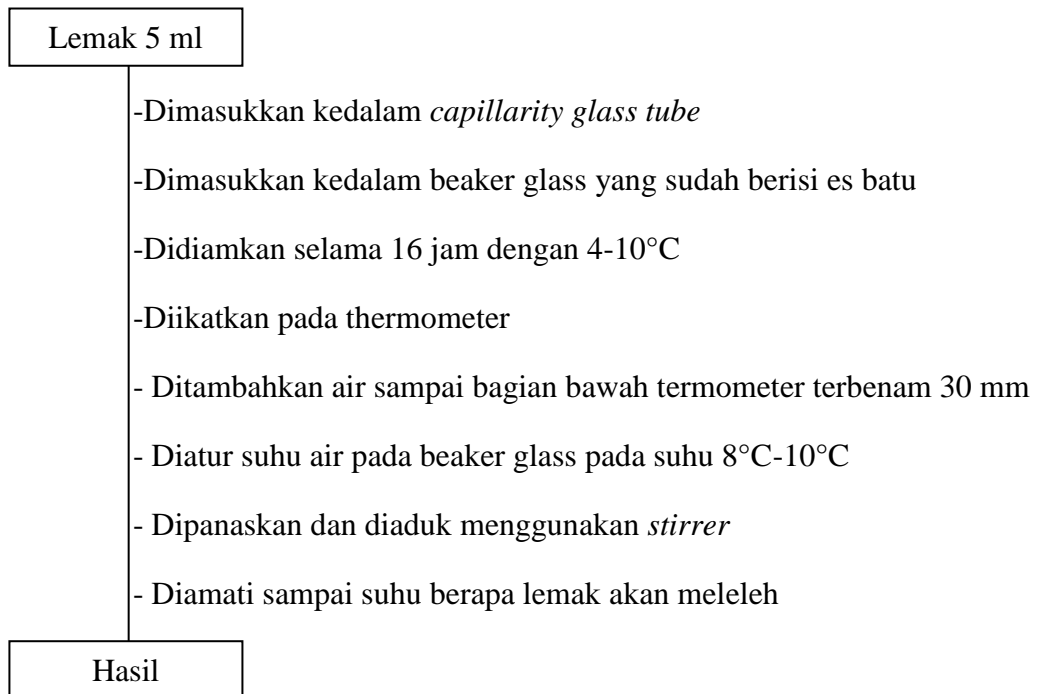 Lemak 5 ml
-Dimasukkan kedalam capillarity glass tube
-Dimasukkan kedalam beaker glass yang sudah berisi es batu
-Didiamkan selama 16 jam dengan 4-10°C
-Diikatkan pada thermometer
- Ditambahkan air sampai bagian bawah termometer terbenam 30 mm
- Diatur suhu air pada beaker glass pada suhu 8°C-10°C
- Dipanaskan dan diaduk menggunakan stirrer
- Diamati sampai suhu berapa lemak akan meleleh
Hasil